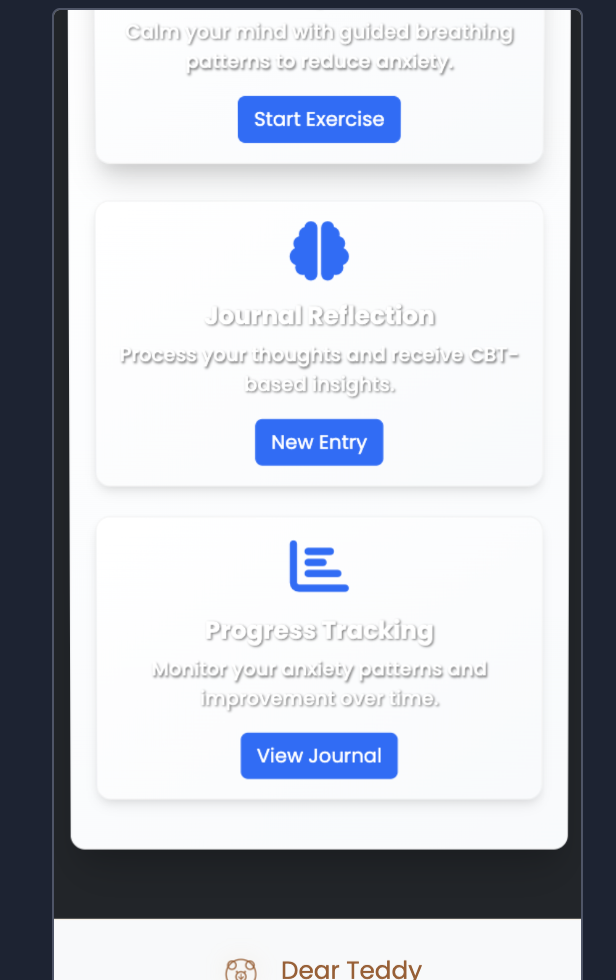 Calm your mind with guided breathing
patterns to reduce anxiety.
Start Exercise
Journal Reflection
Process your thoughts and receive CBT-
based insights.
New Entry
Progress Tracking
Monitor your anxiety patterns and
improvement over time.
View Journal
Dear Teddy